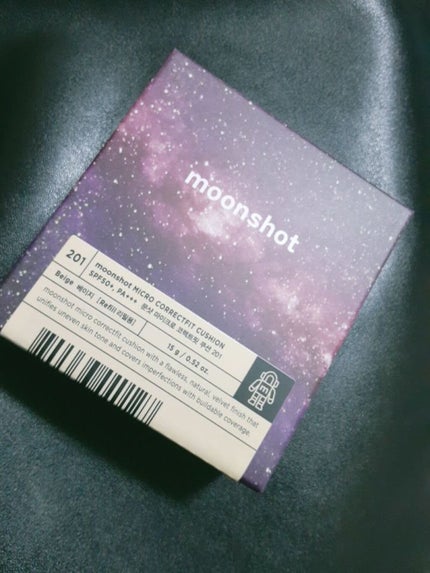 moonshot
201
moonshot MICRO CORRECTFIT CUSHION
SPF50+, PA+++ 문샷 마이크로 코렉트핏 쿠션 201
Beige 베이지 [Refill 리필용]
15 g / 0.52 oz.
moonshot micro correctfit cushion with a flawless, natural, velvet finish that
unifies uneven skin tone and covers imperfections with buildable coverage.